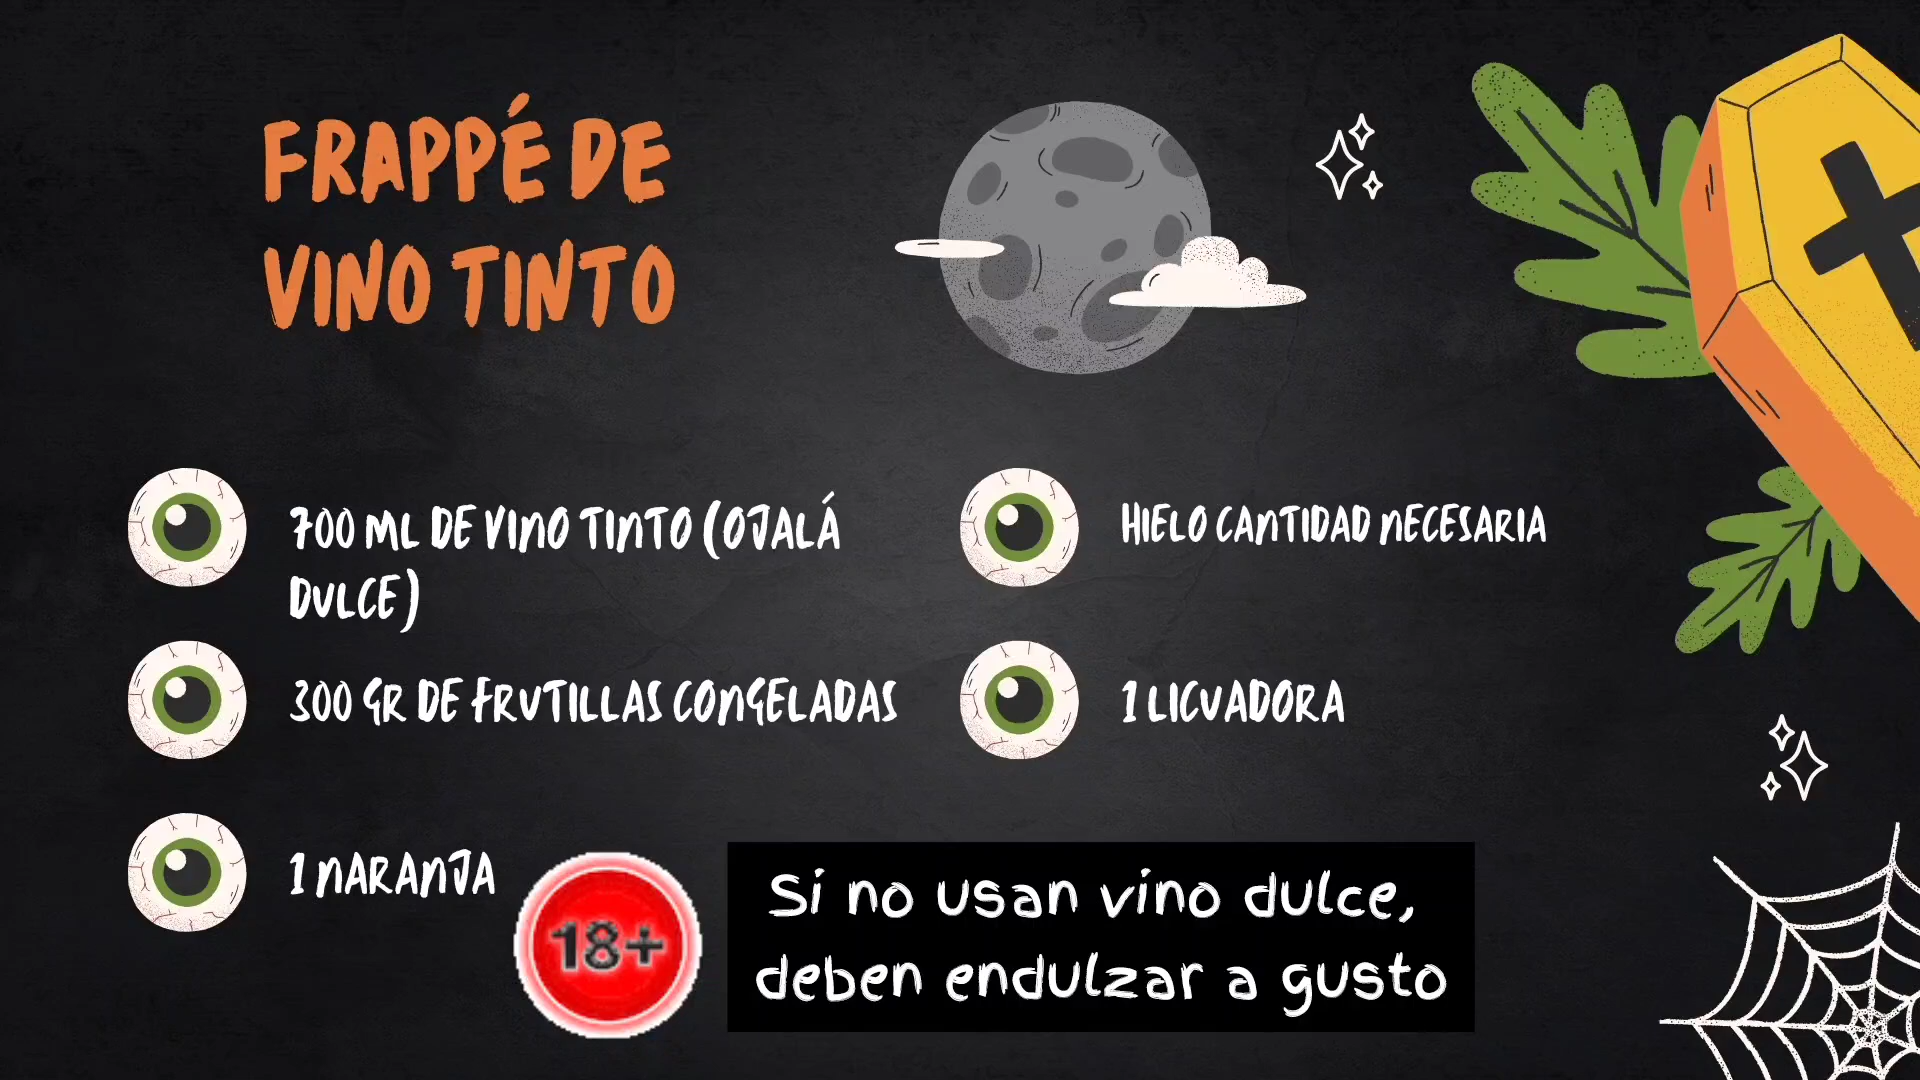 FRAPPÉ DE
VINO TINTO
700 ML DE VINO TINTO (OJALÁ
DULCE)
300 GR DE FRUTILLAS CONGELADAS
1 NARANJA
HIELO CANTIDAD NECESARIA
1 LICUADORA
18+
Si no usan vino dulce,
deben endulzar a gusto